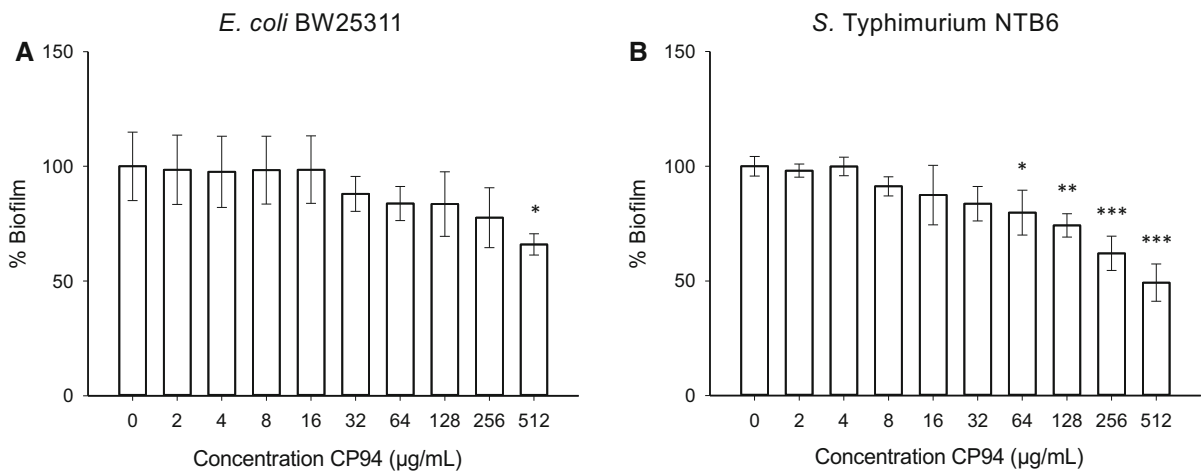 E. coli BW25311
A
150
100
50
0
% Biofilm
*
0 2 4 8 16 32 64 128 256 512
Concentration CP94 (µg/mL)
S. Typhimurium NTB6
B
150
100
50
0
% Biofilm
*
**
***
***
0 2 4 8 16 32 64 128 256 512
Concentration CP94 (µg/mL)